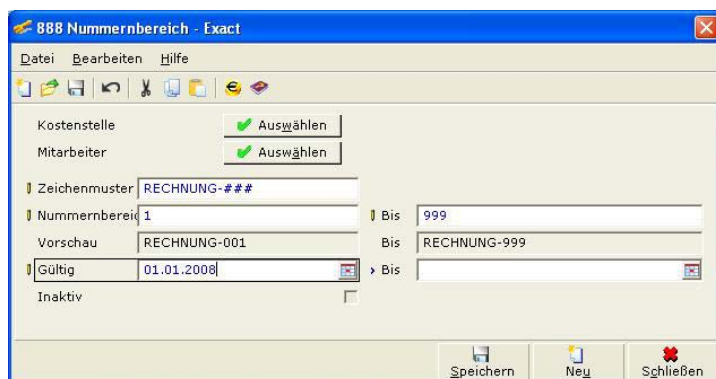 888 Nummernbereich - Exact
Datei Bearbeiten Hilfe
Kostenstelle Auswählen
Mitarbeiter Auswählen
Zeichenmuster RECHNUNG-###
Nummernbereic 1 Bis 999
Vorschau RECHNUNG-001 Bis RECHNUNG-999
Gültig 01.01.2008 Bis
Inaktiv
Speichern Neu Schließen